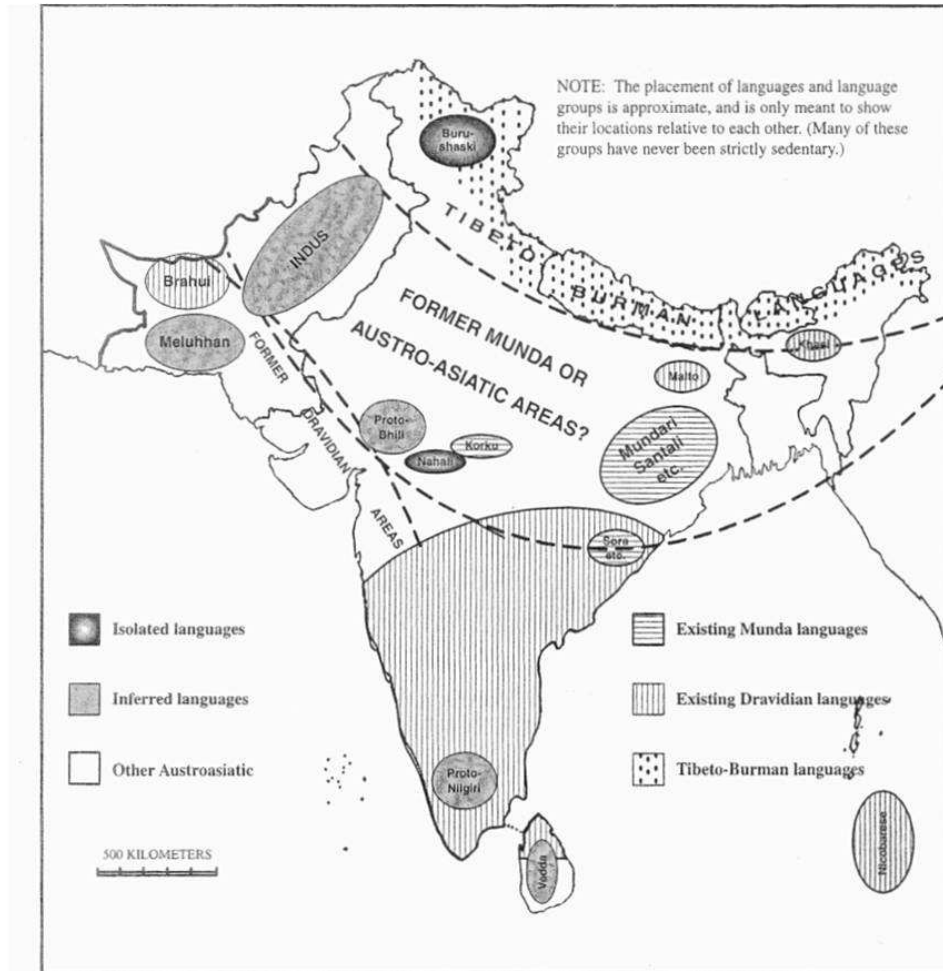 NOTE: The placement of languages and language
groups is approximate, and is only meant to show
their locations relative to each other. (Many of these
groups have never been strictly sedentary.)
Buru-
shaski
TIBETO
BURMAN
LANGUAGES
INDUS
Brahui
Meluhhan
FORMER
DRAVIDIAN
AREAS
FORMER MUNDA OR
AUSTRO-ASIATIC AREAS?
Khasi
Malto
Proto-
Bhili
Korku
Nahali
Mundari
Santali
etc.
Sora
etc.
Isolated languages
Inferred languages
Other Austroasiatic
Existing Munda languages
Existing Dravidian languages
Tibeto-Burman languages
Proto-
Nilgiri
500 KILOMETERS
Vedda
Nicobarese